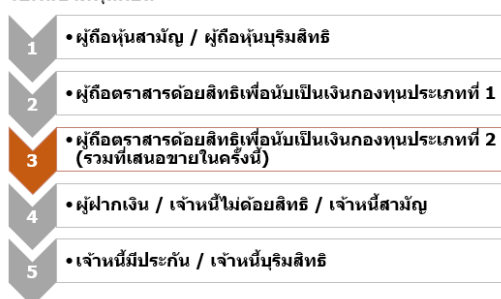 1
•ผู้ถือหุ้นสามัญ / ผู้ถือหุ้นบุริมสิทธิ
2
•ผู้ถือตราสารด้อยสิทธิเพื่อนับเป็นเงินกองทุนประเภทที่ 1
3
•ผู้ถือตราสารด้อยสิทธิเพื่อนับเป็นเงินกองทุนประเภทที่ 2
(รวมที่เสนอขายในครั้งนี้)
4
•ผู้ฝากเงิน / เจ้าหนี้ไม่ด้อยสิทธิ / เจ้าหนี้สามัญ
5
•เจ้าหนี้มีประกัน / เจ้าหนี้บุริมสิทธิ